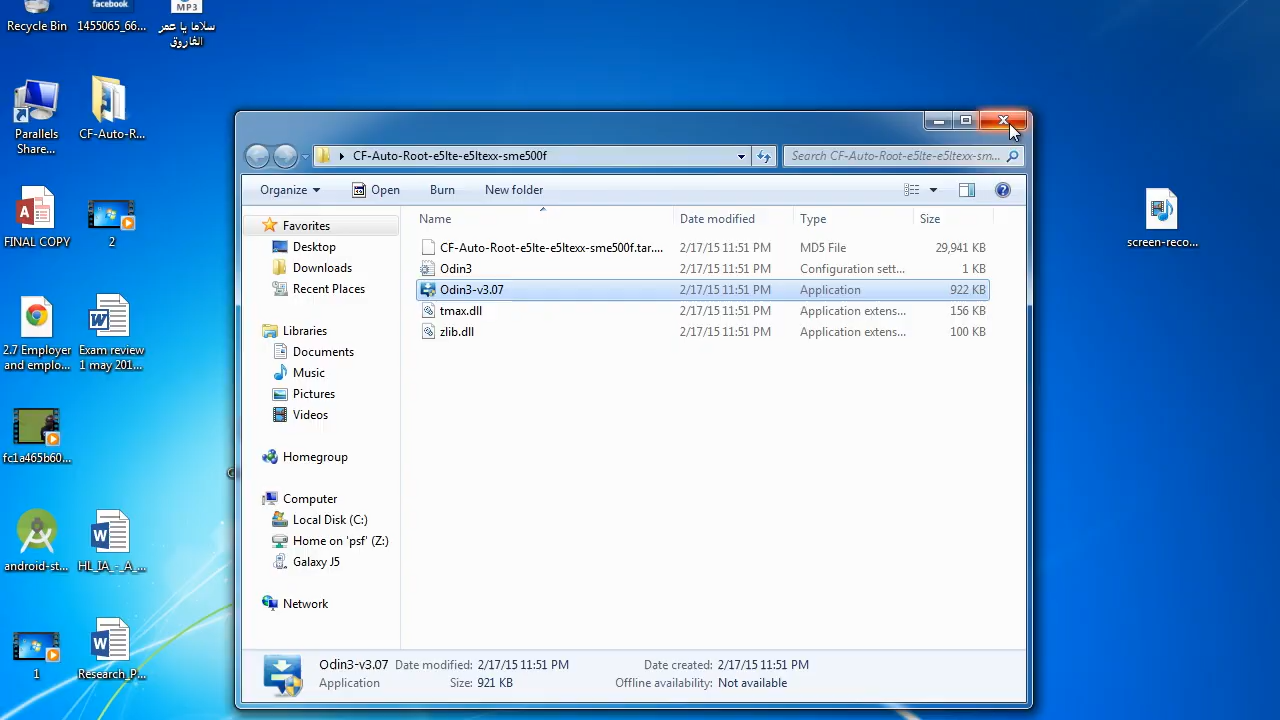 Recycle Bin
facebook
1455065_66...
MP3
سلاما يا عمر
الفاروق
Parallels
Share...
CF-Auto-R...
FINAL COPY
2
2.7 Employer
and emplo...
Exam review
1 may 201...
fc1a465b60...
android-st...
HL_IA_-_A_...
1
Research_P...
screen-reco...
CF-Auto-Root-e5lte-e5ltexx-sme500f
Search CF-Auto-Root-e5lte-e5ltexx-sm...
Organize
Open
Burn
New folder
Favorites
Desktop
Downloads
Recent Places
Libraries
Documents
Music
Pictures
Videos
Homegroup
Computer
Local Disk (C:)
Home on 'psf' (Z:)
Galaxy J5
Network
Name Date modified Type Size
CF-Auto-Root-e5lte-e5ltexx-sme500f.tar.... 2/17/15 11:51 PM MD5 File 29,941 KB
Odin3 2/17/15 11:51 PM Configuration sett... 1 KB
Odin3-v3.07 2/17/15 11:51 PM Application 922 KB
tmax.dll 2/17/15 11:51 PM Application extens... 156 KB
zlib.dll 2/17/15 11:51 PM Application extens... 100 KB
Odin3-v3.07 Date modified: 2/17/15 11:51 PM Date created: 2/17/15 11:51 PM
Application Size: 921 KB Offline availability: Not available